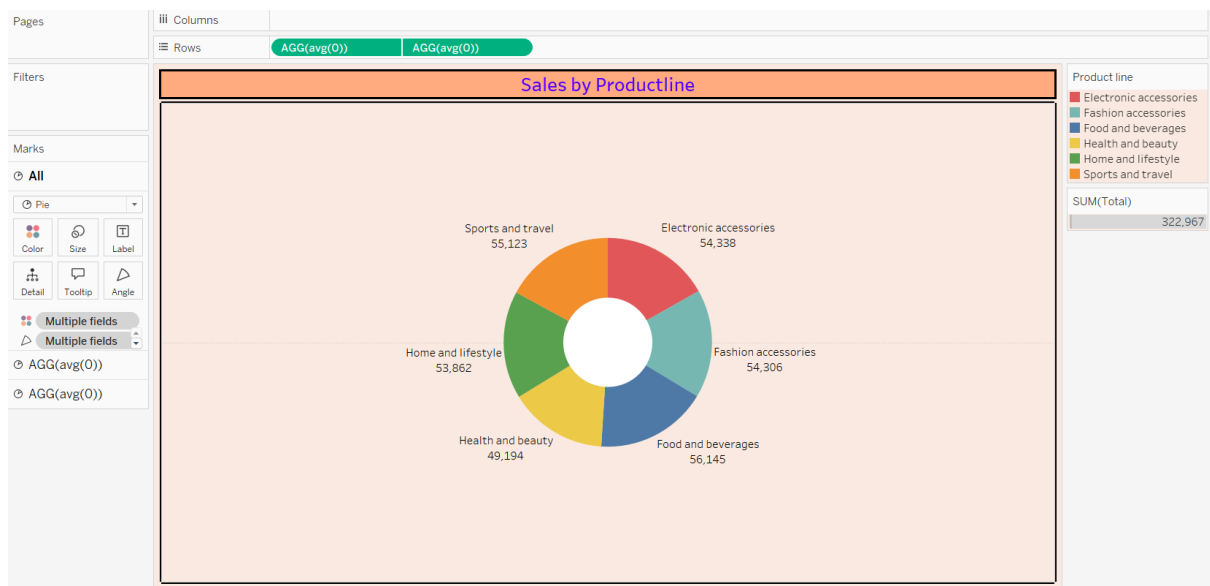 Pages
iii Columns
Rows
AGG(avg(0)) AGG(avg(0))
Filters
Marks
All
Pie
Color Size Label
Detail Tooltip Angle
Multiple fields
Multiple fields
AGG(avg(0))
AGG(avg(0))
Sales by Productline
Sports and travel
55,123
Electronic accessories
54,338
Home and lifestyle
53,862
Fashion accessories
54,306
Health and beauty
49,194
Food and beverages
56,145
Product line
Electronic accessories
Fashion accessories
Food and beverages
Health and beauty
Home and lifestyle
Sports and travel
SUM(Total)
322,967